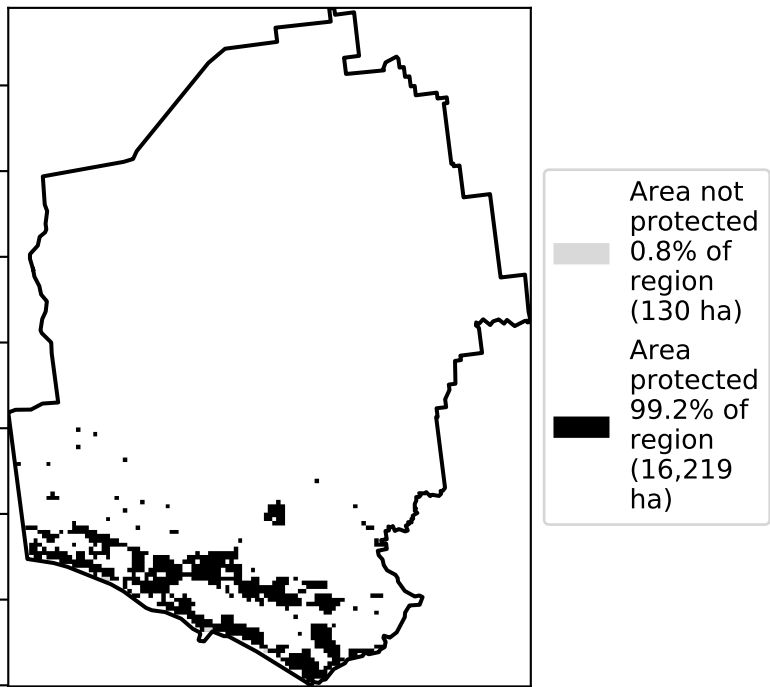 Area not
protected
0.8% of
region
(130 ha)
Area
protected
99.2% of
region
(16,219
ha)